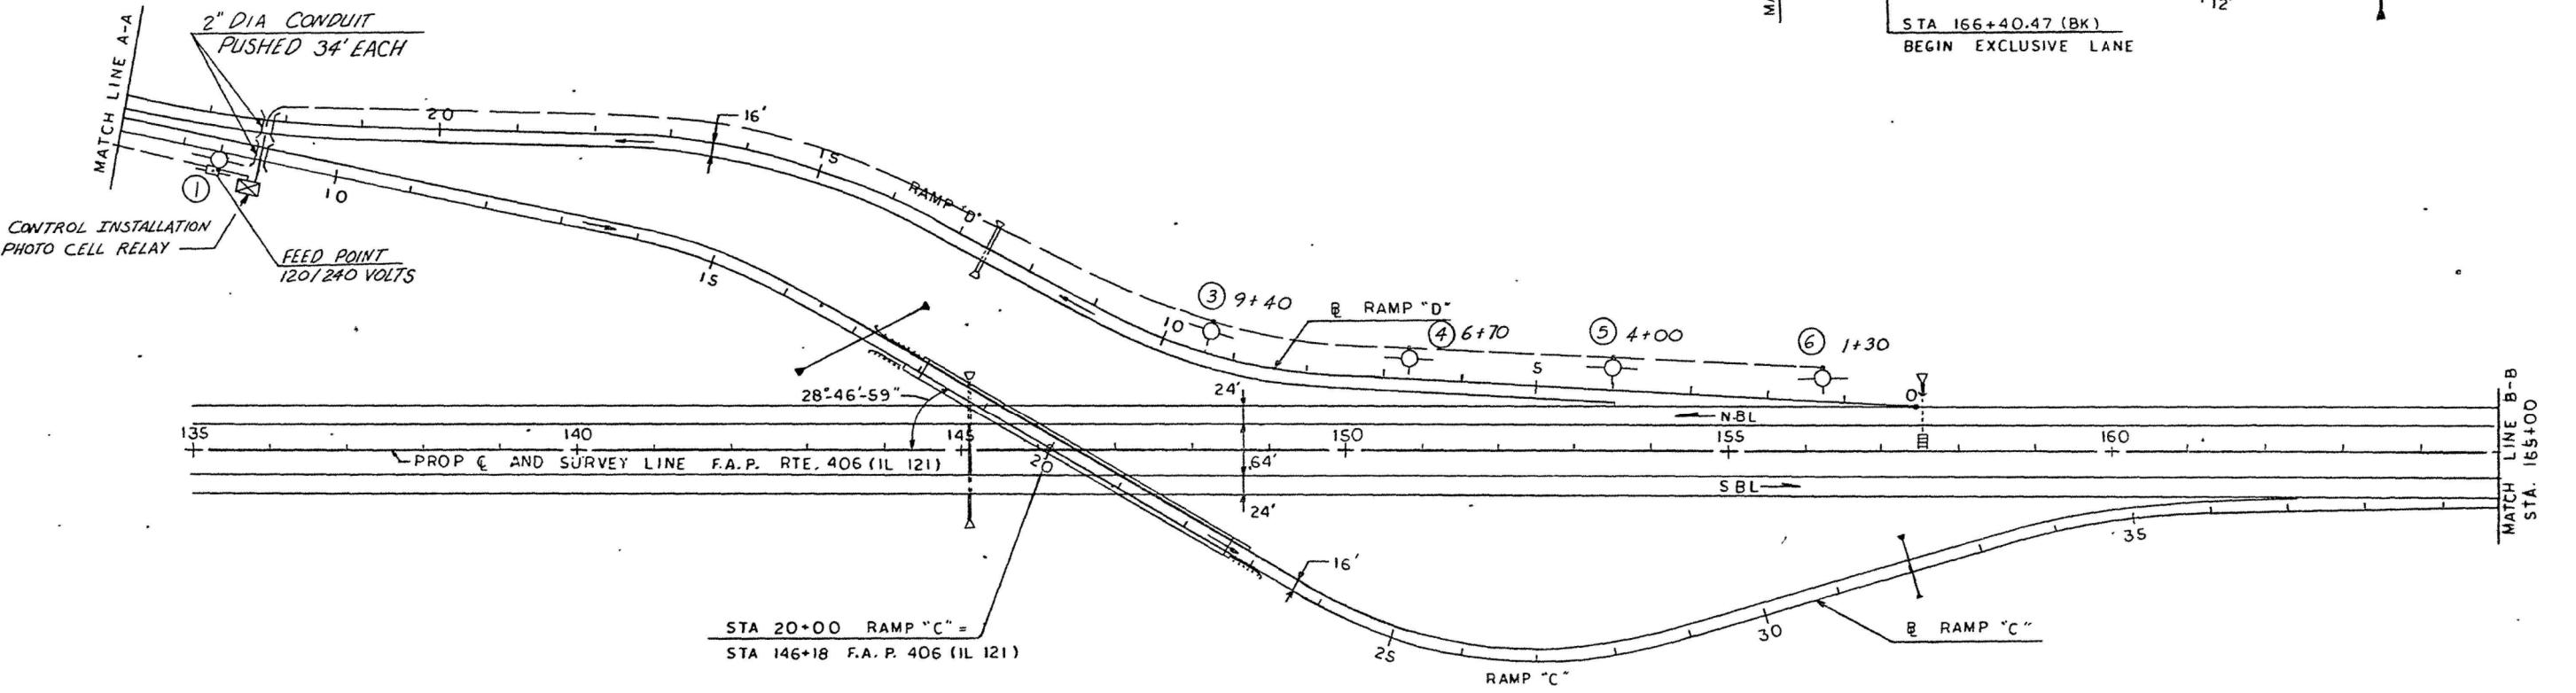 MATCH LINE A-A
2" DIA CONDUIT
PUSHED 34' EACH
12'
STA 166+40.47 (BK)
BEGIN EXCLUSIVE LANE
20
16'
15
RAMP "D"
①
10
CONTROL INSTALLATION
PHOTO CELL RELAY
FEED POINT
120/240 VOLTS
15
③ 9+40
10
℄ RAMP "D"
④ 6+70
⑤ 4+00
⑥ 1+30
5
0
28°-46'-59"
24'
N-BL
135
140
145
150
155
160
PROP ℄ AND SURVEY LINE F.A.P. RTE. 406 (IL 121)
20
64'
SBL
24'
MATCH LINE B-B
STA. 165+00
16'
35
STA 20+00 RAMP "C" =
STA 146+18 F.A.P. 406 (IL 121)
25
30
℄ RAMP "C"
RAMP "C"